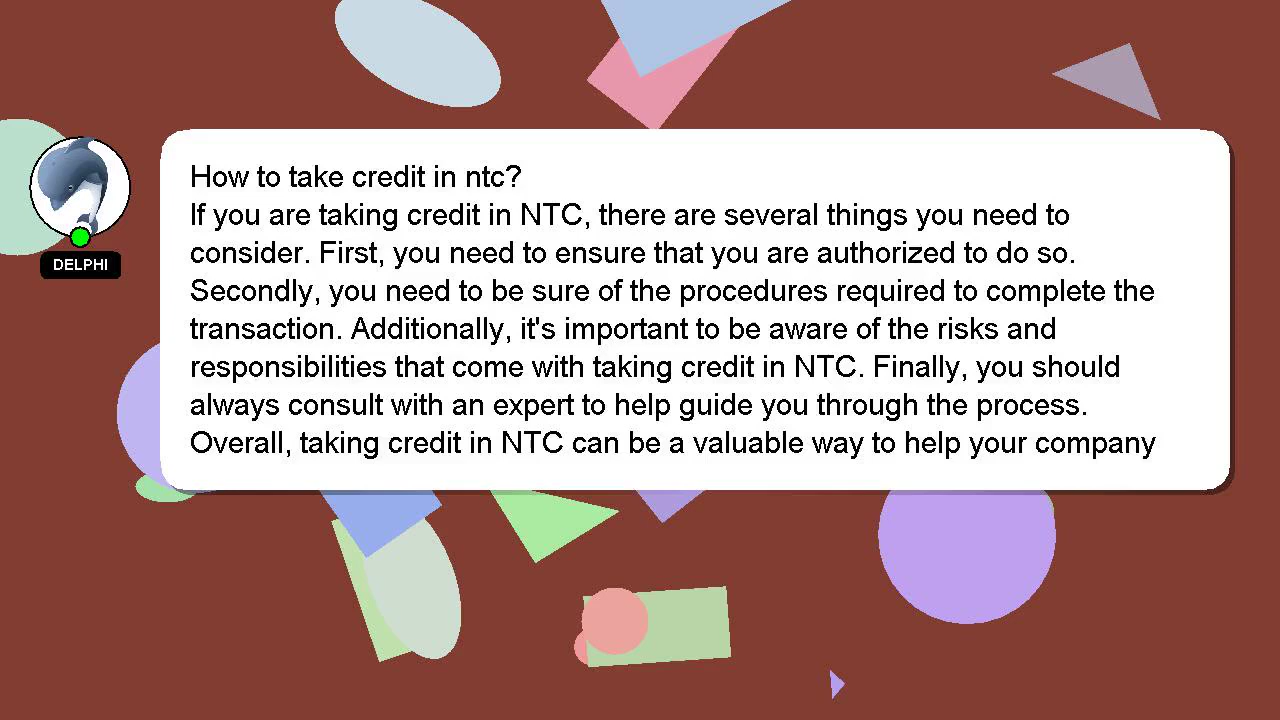 How to take credit in ntc?
If you are taking credit in NTC, there are several things you need to
consider. First, you need to ensure that you are authorized to do so.
Secondly, you need to be sure of the procedures required to complete the
transaction. Additionally, it's important to be aware of the risks and
responsibilities that come with taking credit in NTC. Finally, you should
always consult with an expert to help guide you through the process.
Overall, taking credit in NTC can be a valuable way to help your company
DELPHI